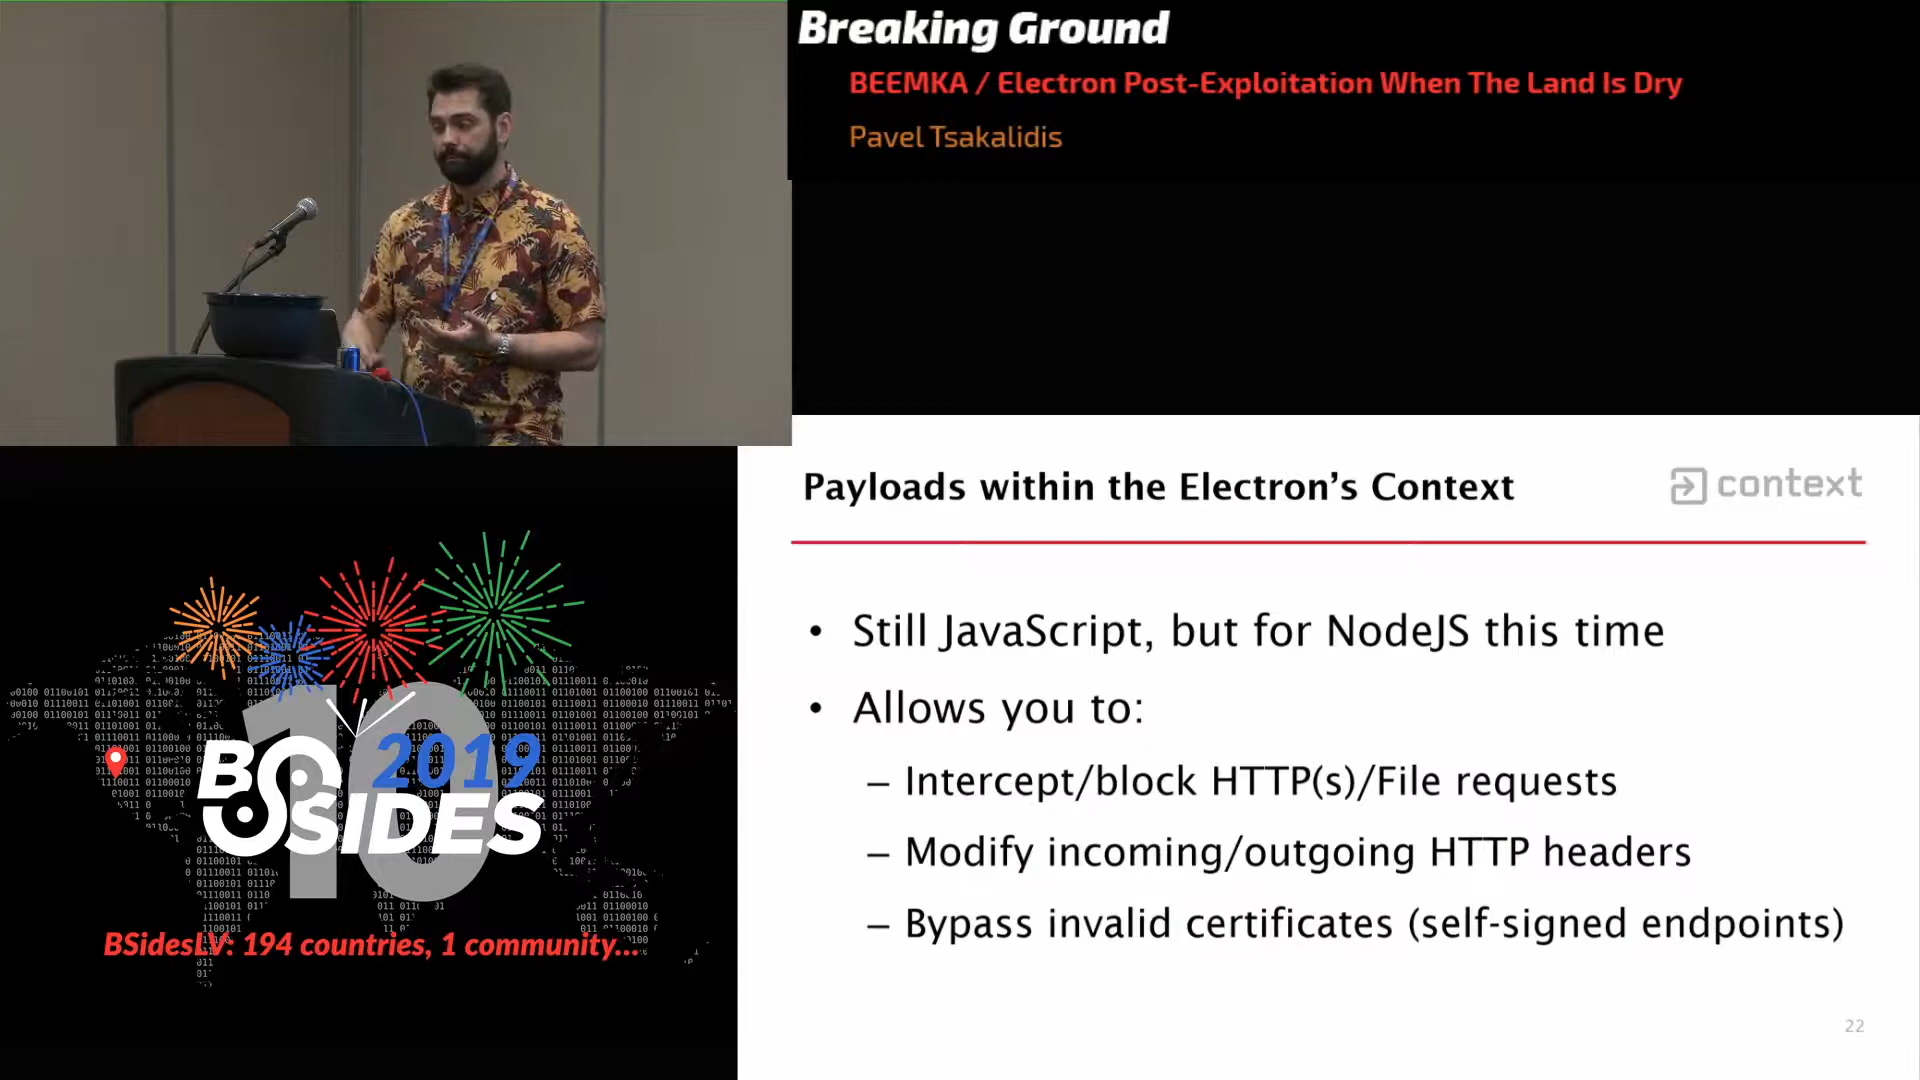 Breaking Ground
BEEMKA / Electron Post-Exploitation When The Land Is Dry
Pavel Tsakalidis
Payloads within the Electron's Context
context
• Still JavaScript, but for NodeJS this time
• Allows you to:
– Intercept/block HTTP(s)/File requests
– Modify incoming/outgoing HTTP headers
– Bypass invalid certificates (self-signed endpoints)
22
10
BSIDES 2019
BSidesLV: 194 countries, 1 community...